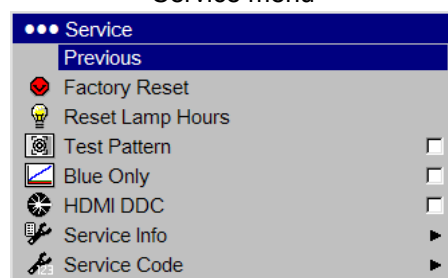 Service menu
Service
Previous
Factory Reset
Reset Lamp Hours
Test Pattern
Blue Only
HDMI DDC
Service Info
Service Code
123